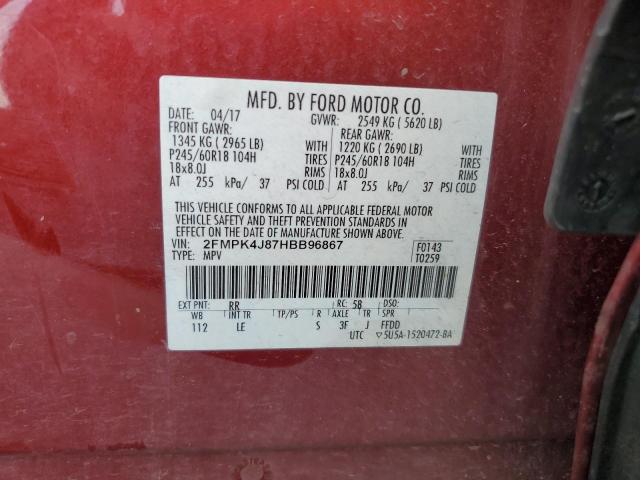 MFD. BY FORD MOTOR CO.
DATE: 04/17 GVWR: 2549 KG ( 5620 LB)
FRONT GAWR: REAR GAWR:
1345 KG ( 2965 LB) WITH 1220 KG ( 2690 LB) WITH
P245/60R18 104H TIRES P245/60R18 104H TIRES
18x8.0J RIMS 18x8.0J RIMS
AT 255 kPa/ 37 PSI COLD AT 255 kPa/ 37 PSI COLD
THIS VEHICLE CONFORMS TO ALL APPLICABLE FEDERAL MOTOR
VEHICLE SAFETY AND THEFT PREVENTION STANDARDS IN
EFFECT ON THE DATE OF MANUFACTURE SHOWN ABOVE.
VIN: 2FMPK4J87HBB96867 F0143
TYPE: MPV T0259
EXT PNT: RR RC: 58 DSO:
WB INT TR TP/PS R AXLE TR SPR
112 LE S 3F J FFDD
UTC ▽5U5A-1520472-BA